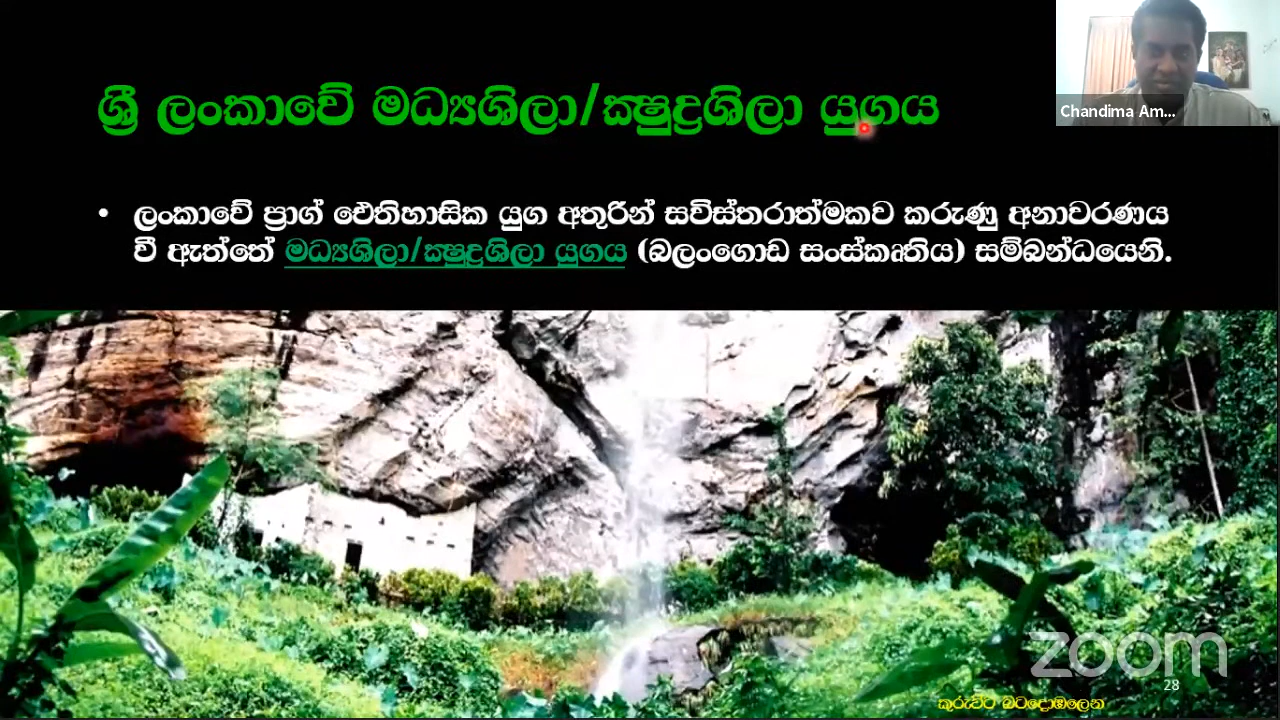 ශ්‍රී ලංකාවේ මධ්‍යශිලා/ක්‍ෂුද්‍රශිලා යුගය
Chandima Am...
• ලංකාවේ ප්‍රාග් ඓතිහාසික යුග අතුරින් සවිස්තරාත්මකව කරුණු අනාවරණය
වී ඇත්තේ මධ්‍යශිලා/ක්‍ෂුද්‍රශිලා යුගය (බලංගොඩ සංස්කෘතිය) සම්බන්ධයෙනි.
zoom
28
කුරුවිට බටදොඹලෙන